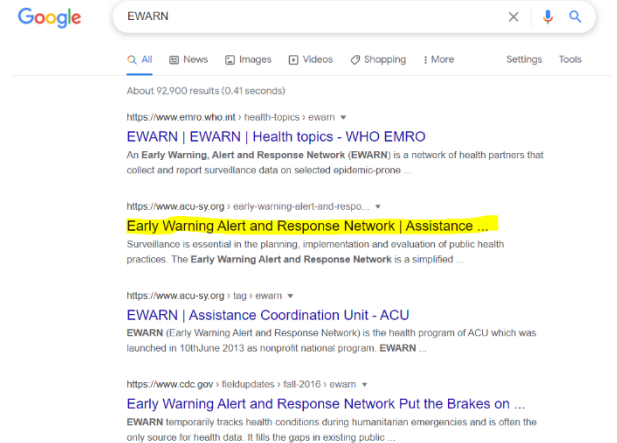 Google
EWARN
All News Images Videos Shopping More Settings Tools
About 92,900 results (0.41 seconds)
https://www.emro.who.int › health-topics › ewarn
EWARN | EWARN | Health topics - WHO EMRO
An Early Warning, Alert and Response Network (EWARN) is a network of health partners that
collect and report surveillance data on selected epidemic-prone ...
https://www.acu-sy.org › early-warning-alert-and-respo...
Early Warning Alert and Response Network | Assistance ...
Surveillance is essential in the planning, implementation and evaluation of public health
practices. The Early Warning Alert and Response Network is a simplified ...
https://www.acu-sy.org › tag › ewarn
EWARN | Assistance Coordination Unit - ACU
EWARN (Early Warning Alert and Response Network) is the health program of ACU which was
launched in 10thJune 2013 as nonprofit national program. EWARN ...
https://www.cdc.gov › fieldupdates › fall-2016 › ewarn
Early Warning Alert and Response Network Put the Brakes on ...
EWARN temporarily tracks health conditions during humanitarian emergencies and is often the
only source for health data. It fills the gaps in existing public ...